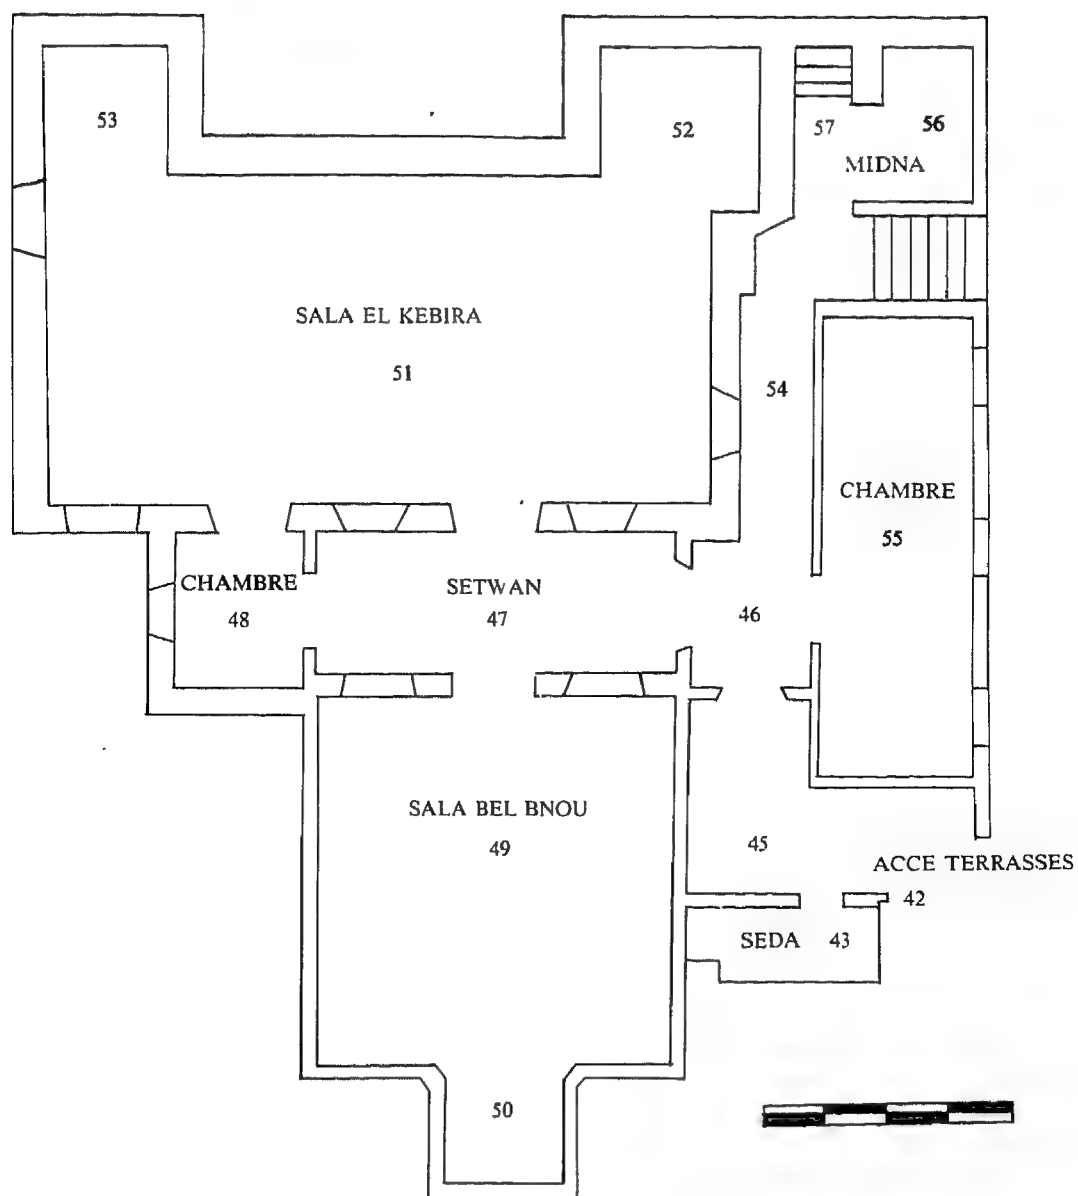 53
52
57
56
MIDNA
SALA EL KEBIRA
51
54
CHAMBRE
55
CHAMBRE
48
SETWAN
47
46
SALA BEL BNOU
49
45
ACCE TERRASSES
42
SEDA 43
50